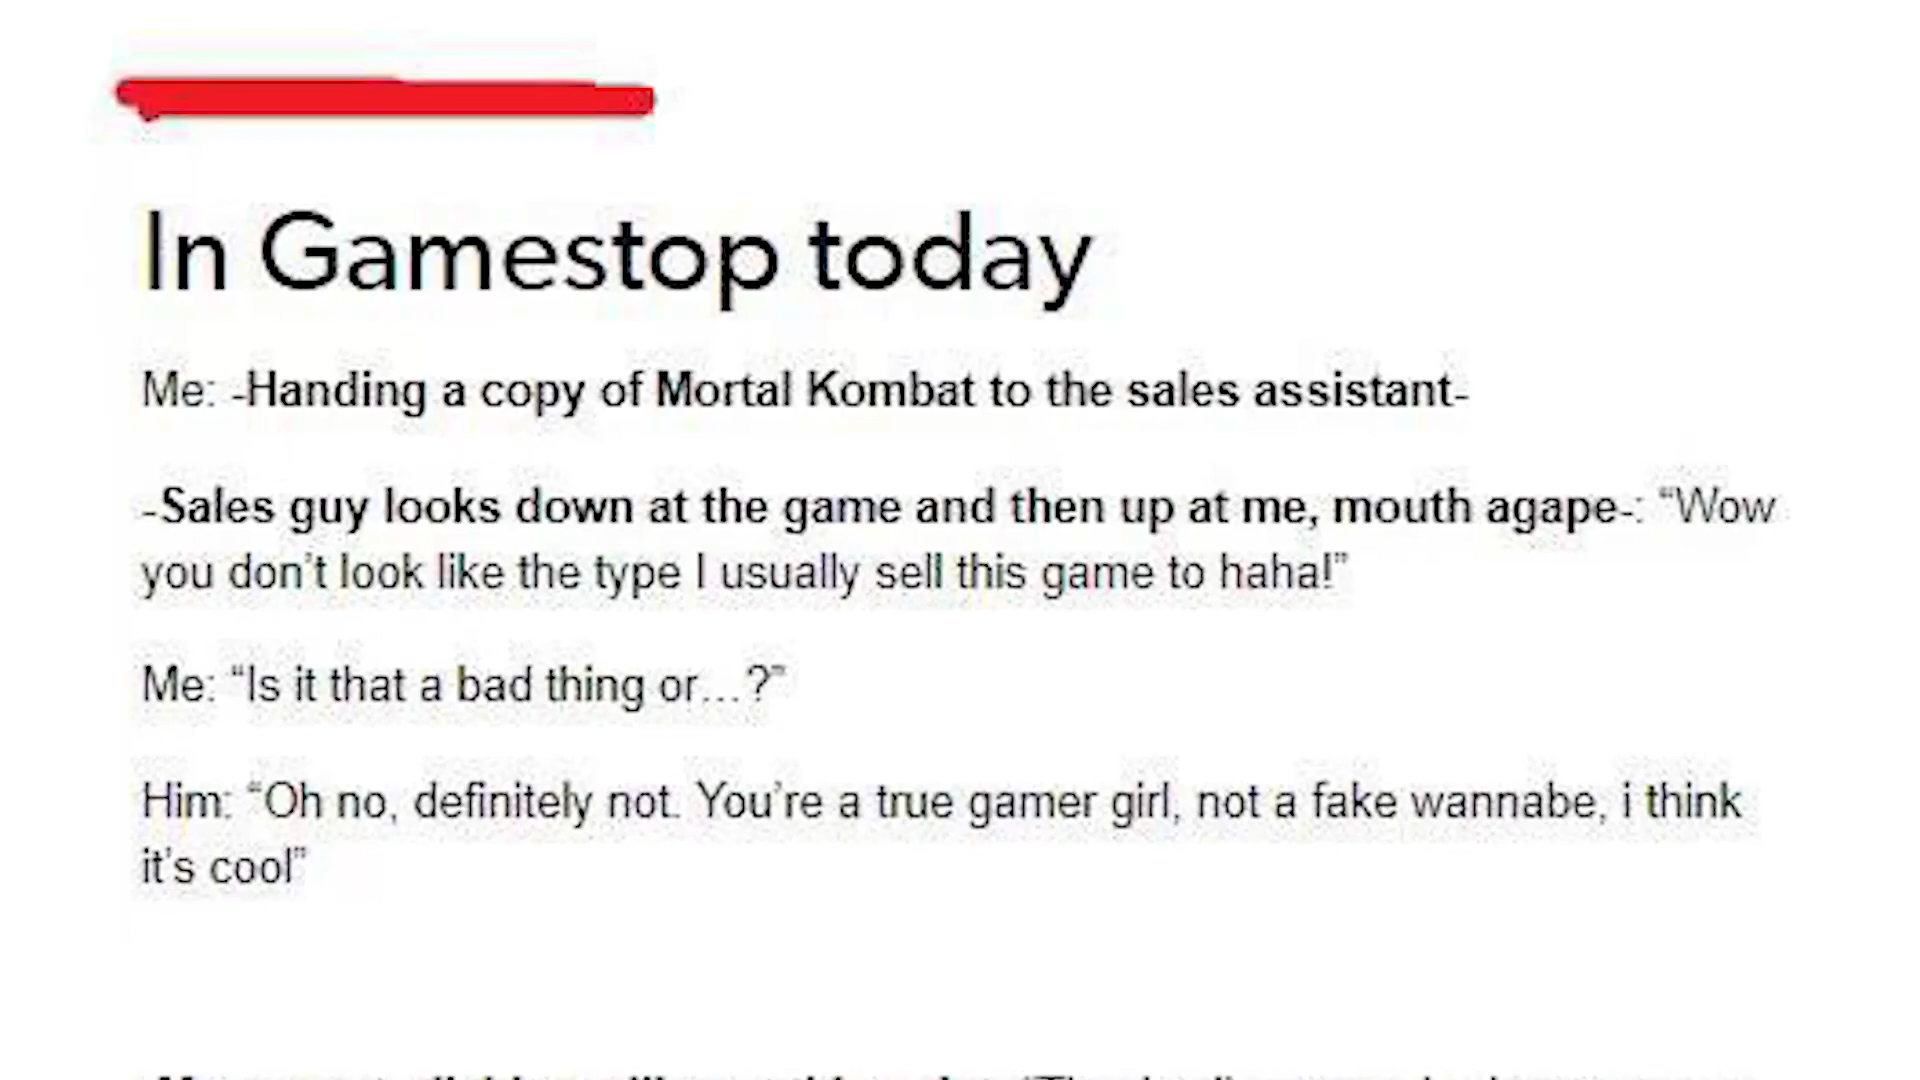 In Gamestop today
Me: -Handing a copy of Mortal Kombat to the sales assistant-
-Sales guy looks down at the game and then up at me, mouth agape-: “Wow
you don’t look like the type I usually sell this game to haha!”
Me: “Is it that a bad thing or…?”
Him: “Oh no, definitely not. You’re a true gamer girl, not a fake wannabe, i think
it’s cool”